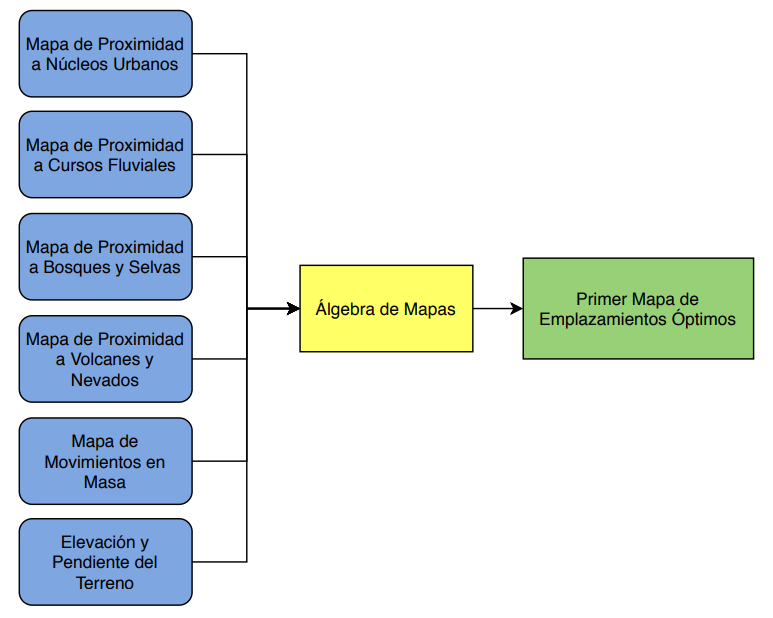 Mapa de Proximidad
a Núcleos Urbanos
Mapa de Proximidad
a Cursos Fluviales
Mapa de Proximidad
a Bosques y Selvas
Mapa de Proximidad
a Volcanes y
Nevados
Mapa de
Movimientos en
Masa
Elevación y
Pendiente del
Terreno
Álgebra de Mapas
Primer Mapa de
Emplazamientos Óptimos